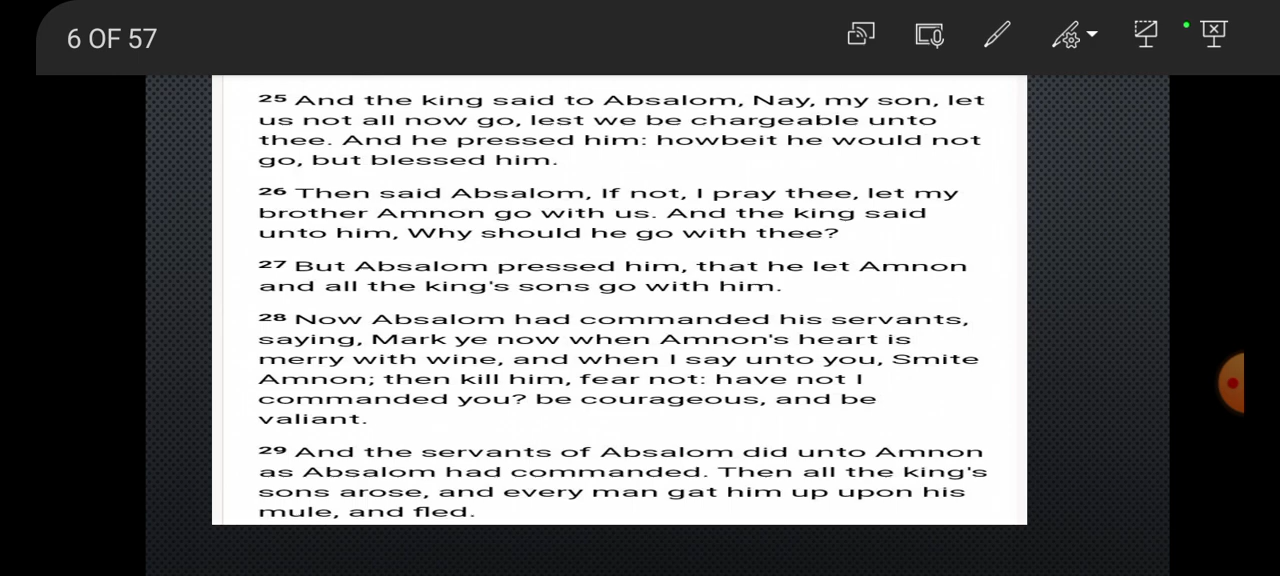 6 OF 57
25 And the king said to Absalom, Nay, my son, let
us not all now go, lest we be chargeable unto
thee. And he pressed him: howbeit he would not
go, but blessed him.
26 Then said Absalom, If not, I pray thee, let my
brother Amnon go with us. And the king said
unto him, Why should he go with thee?
27 But Absalom pressed him, that he let Amnon
and all the king's sons go with him.
28 Now Absalom had commanded his servants,
saying, Mark ye now when Amnon's heart is
merry with wine, and when I say unto you, Smite
Amnon; then kill him, fear not: have not I
commanded you? be courageous, and be
valiant.
29 And the servants of Absalom did unto Amnon
as Absalom had commanded. Then all the king's
sons arose, and every man gat him up upon his
mule, and fled.